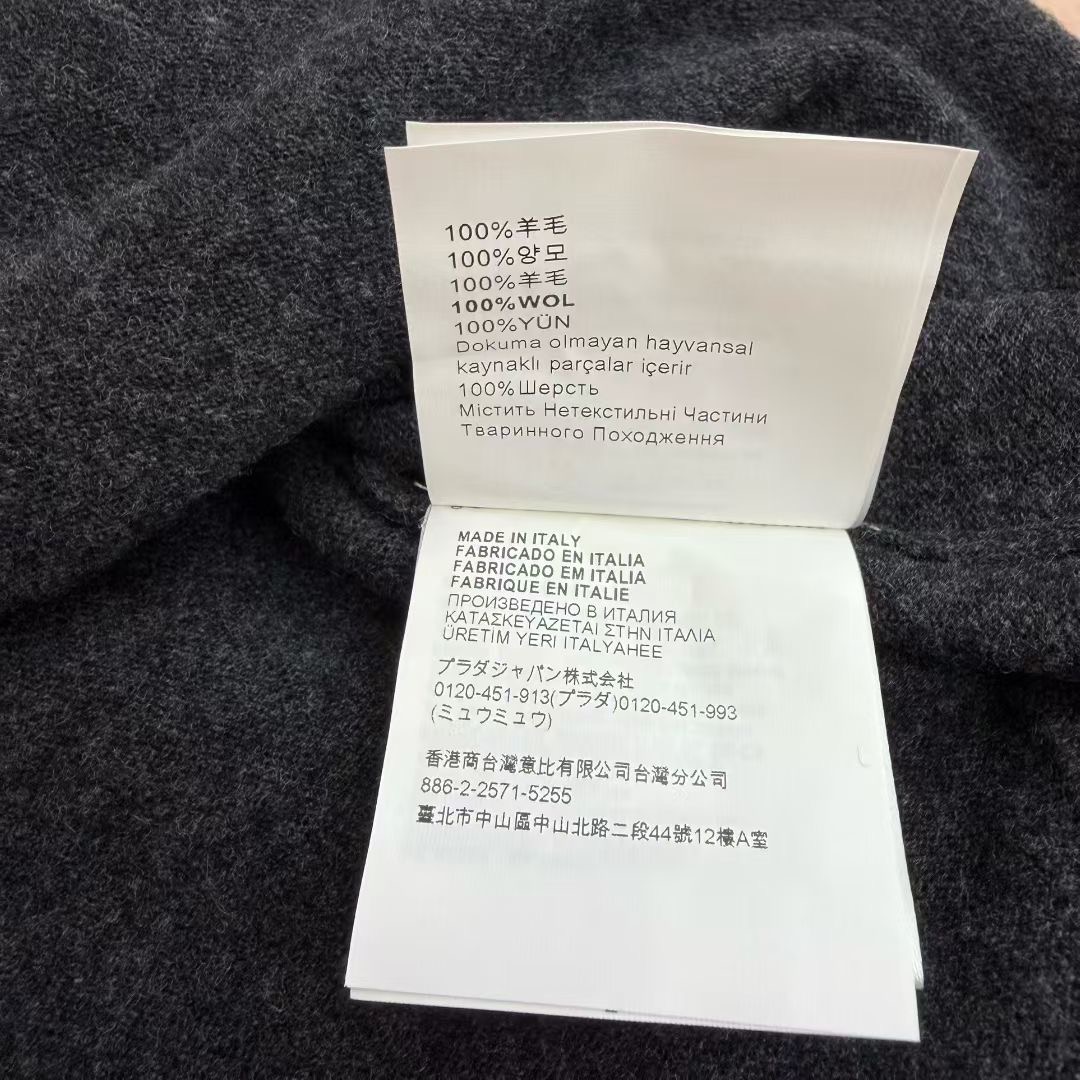 100%羊毛
100%양모
100%羊毛
100%WOL
100%YÜN
Dokuma olmayan hayvansal
kaynaklı parçalar içerir
100%Шерсть
Містить Нетекстильні Частини
Тваринного Походження
MADE IN ITALY
FABRICADO EN ITALIA
FABRICADO EM ITALIA
FABRIQUE EN ITALIE
ПРОИЗВЕДЕНО В ИТАЛИЯ
ΚΑΤΑΣΚΕΥΑΖΕΤΑΙ ΣΤΗΝ ΙΤΑΛΙΑ
ÜRETİM YERİ ITALYAHEE
プラダジャパン株式会社
0120-451-913(プラダ)0120-451-993
(ミュウミュウ)
香港商台灣意比有限公司台灣分公司
886-2-2571-5255
臺北市中山區中山北路二段44號12樓A室